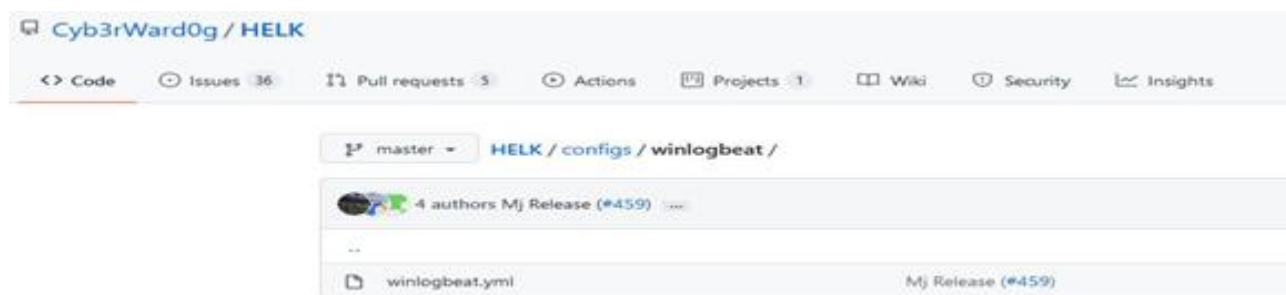 Cyb3rWard0g / HELK
<> Code Issues 36 Pull requests 5 Actions Projects 1 Wiki Security Insights
master HELK / configs / winlogbeat /
4 authors Mj Release (#459) ...
..
winlogbeat.yml Mj Release (#459)